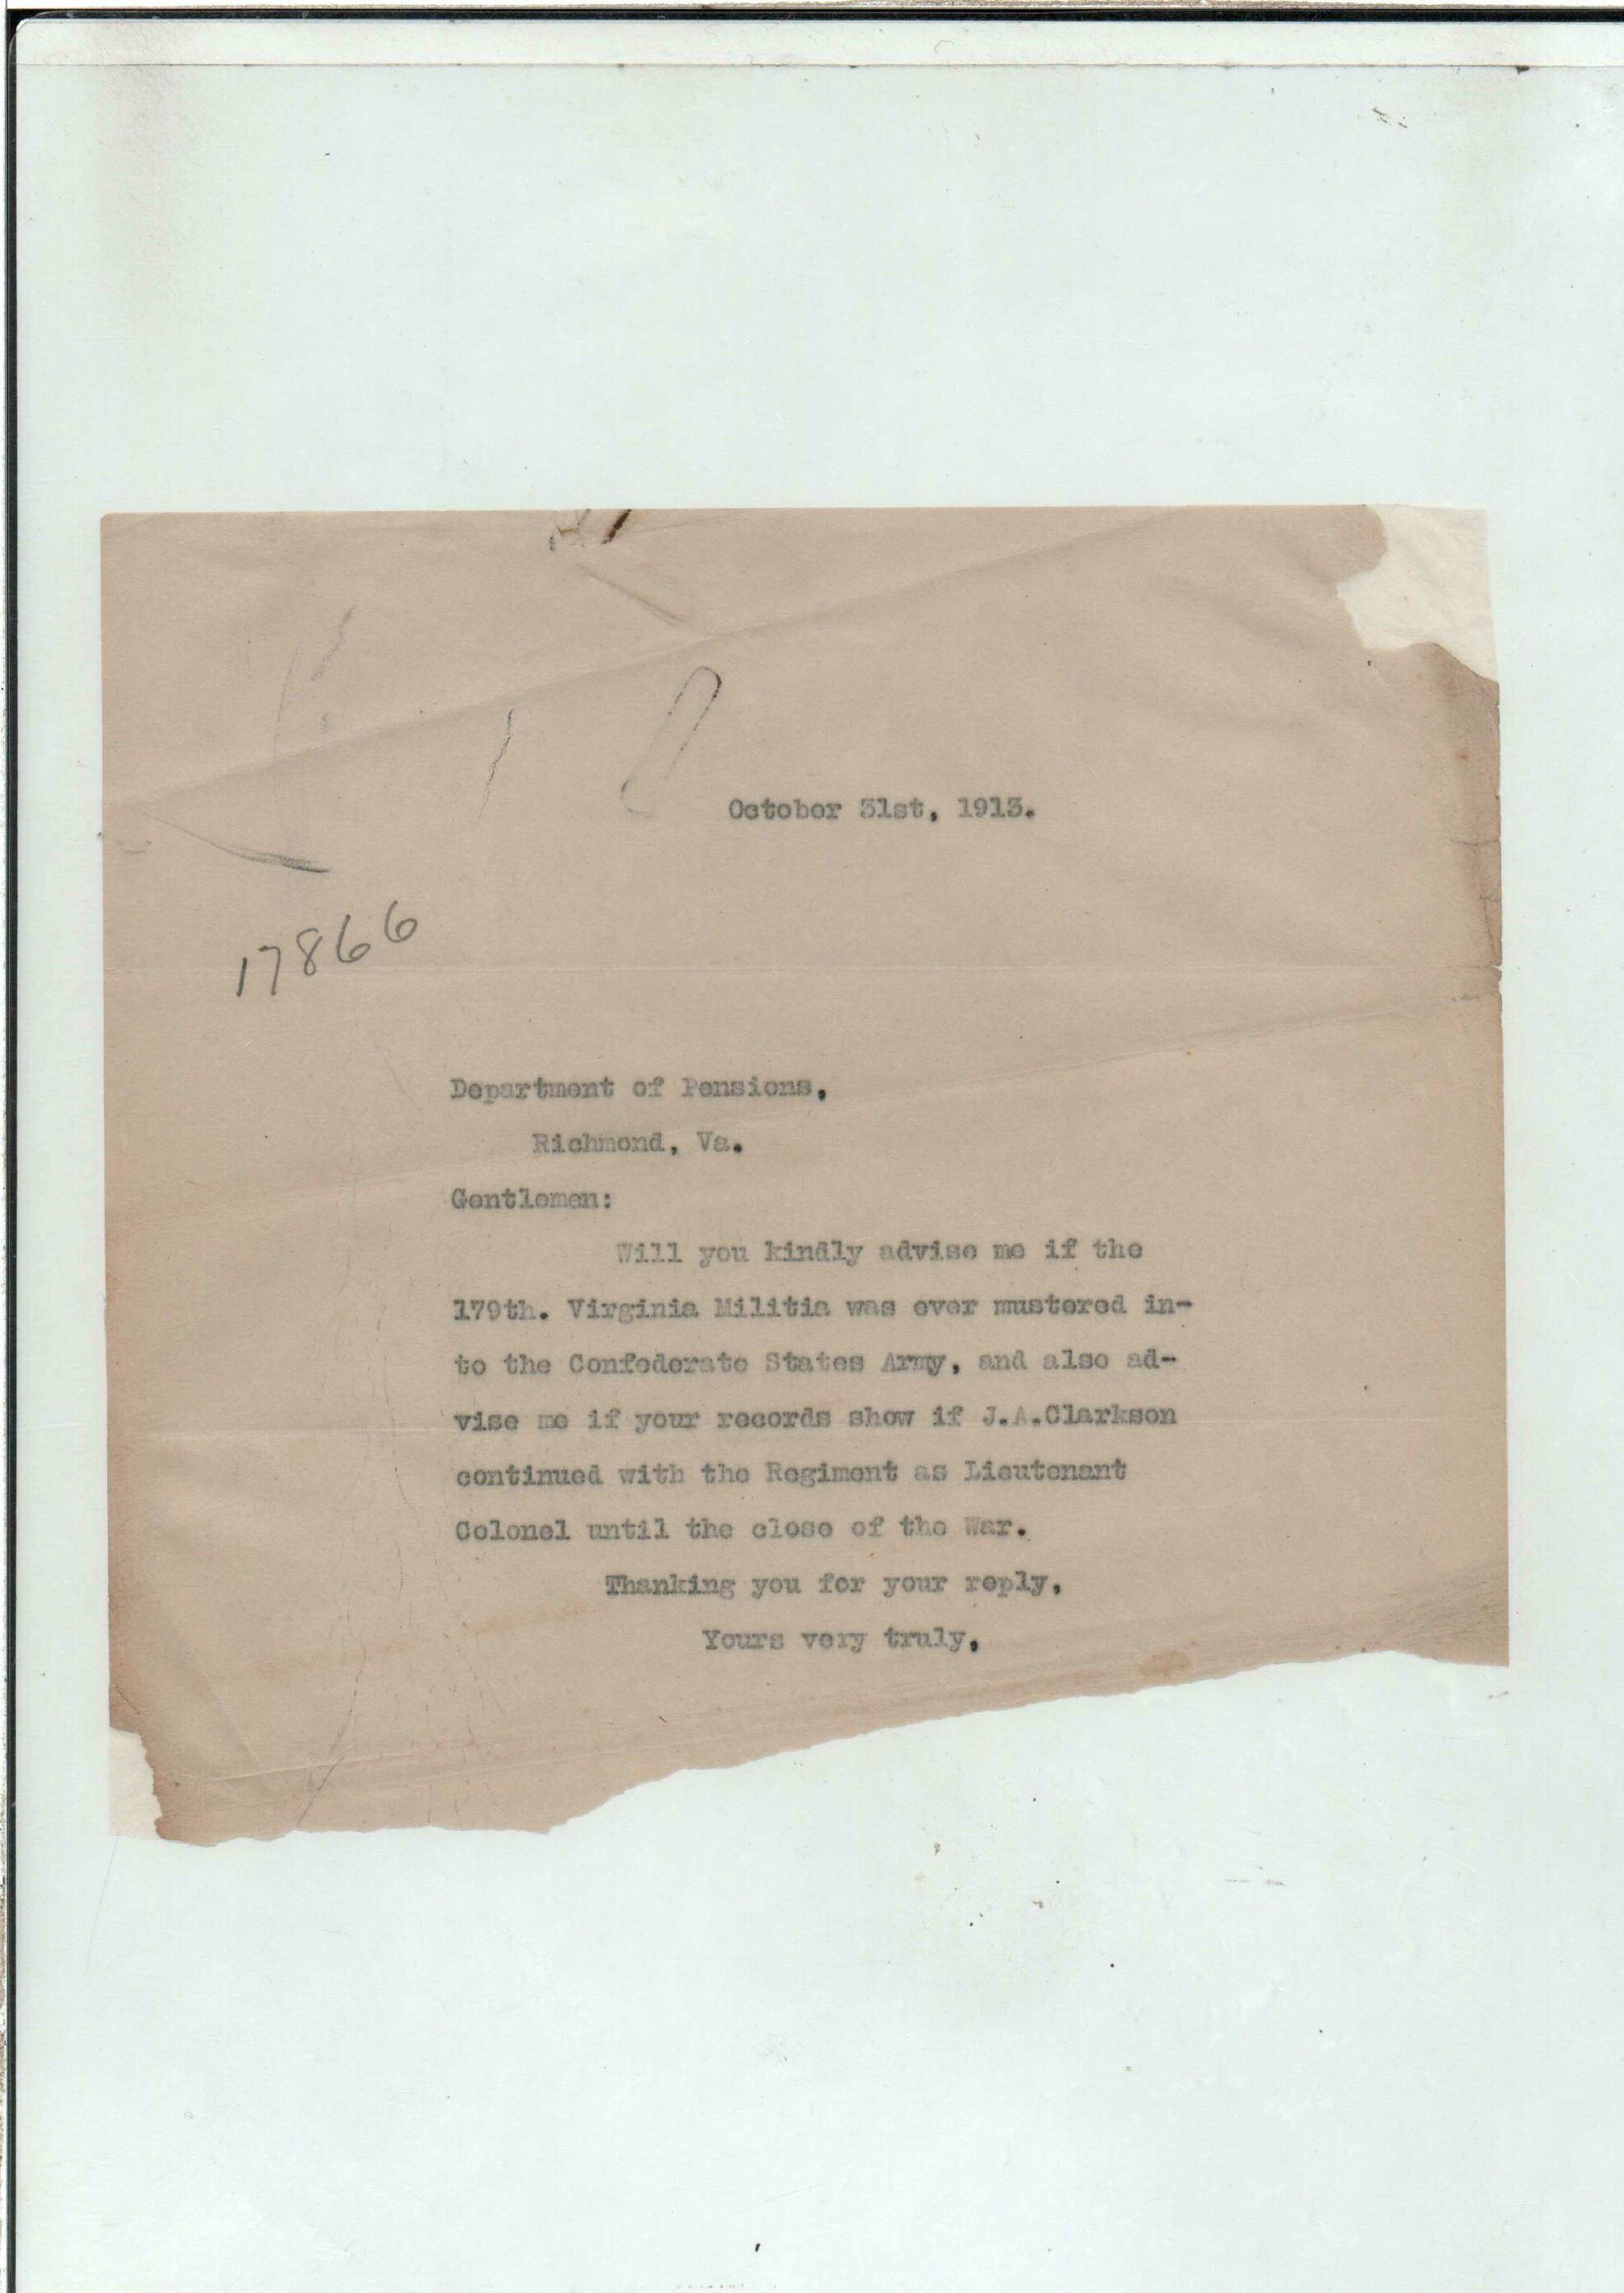 October 31st, 1913.
17866
Department of Pensions,
Richmond, Va.
Gentlemen:
Will you kindly advise me if the
179th. Virginia Militia was ever mustered in-
to the Confederate States Army, and also ad-
vise me if your records show if J.A.Clarkson
continued with the Regiment as Lieutenant
Colonel until the close of the War.
Thanking you for your reply,
Yours very truly,